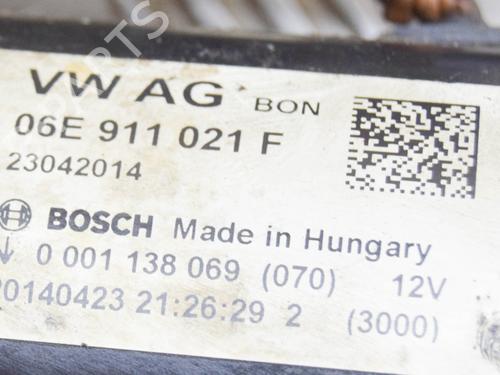 VW AG BON
06E 911 021 F
23042014
BOSCH Made in Hungary
↓ 0 001 138 069 (070) 12V
20140423 21:26:29 2 (3000)